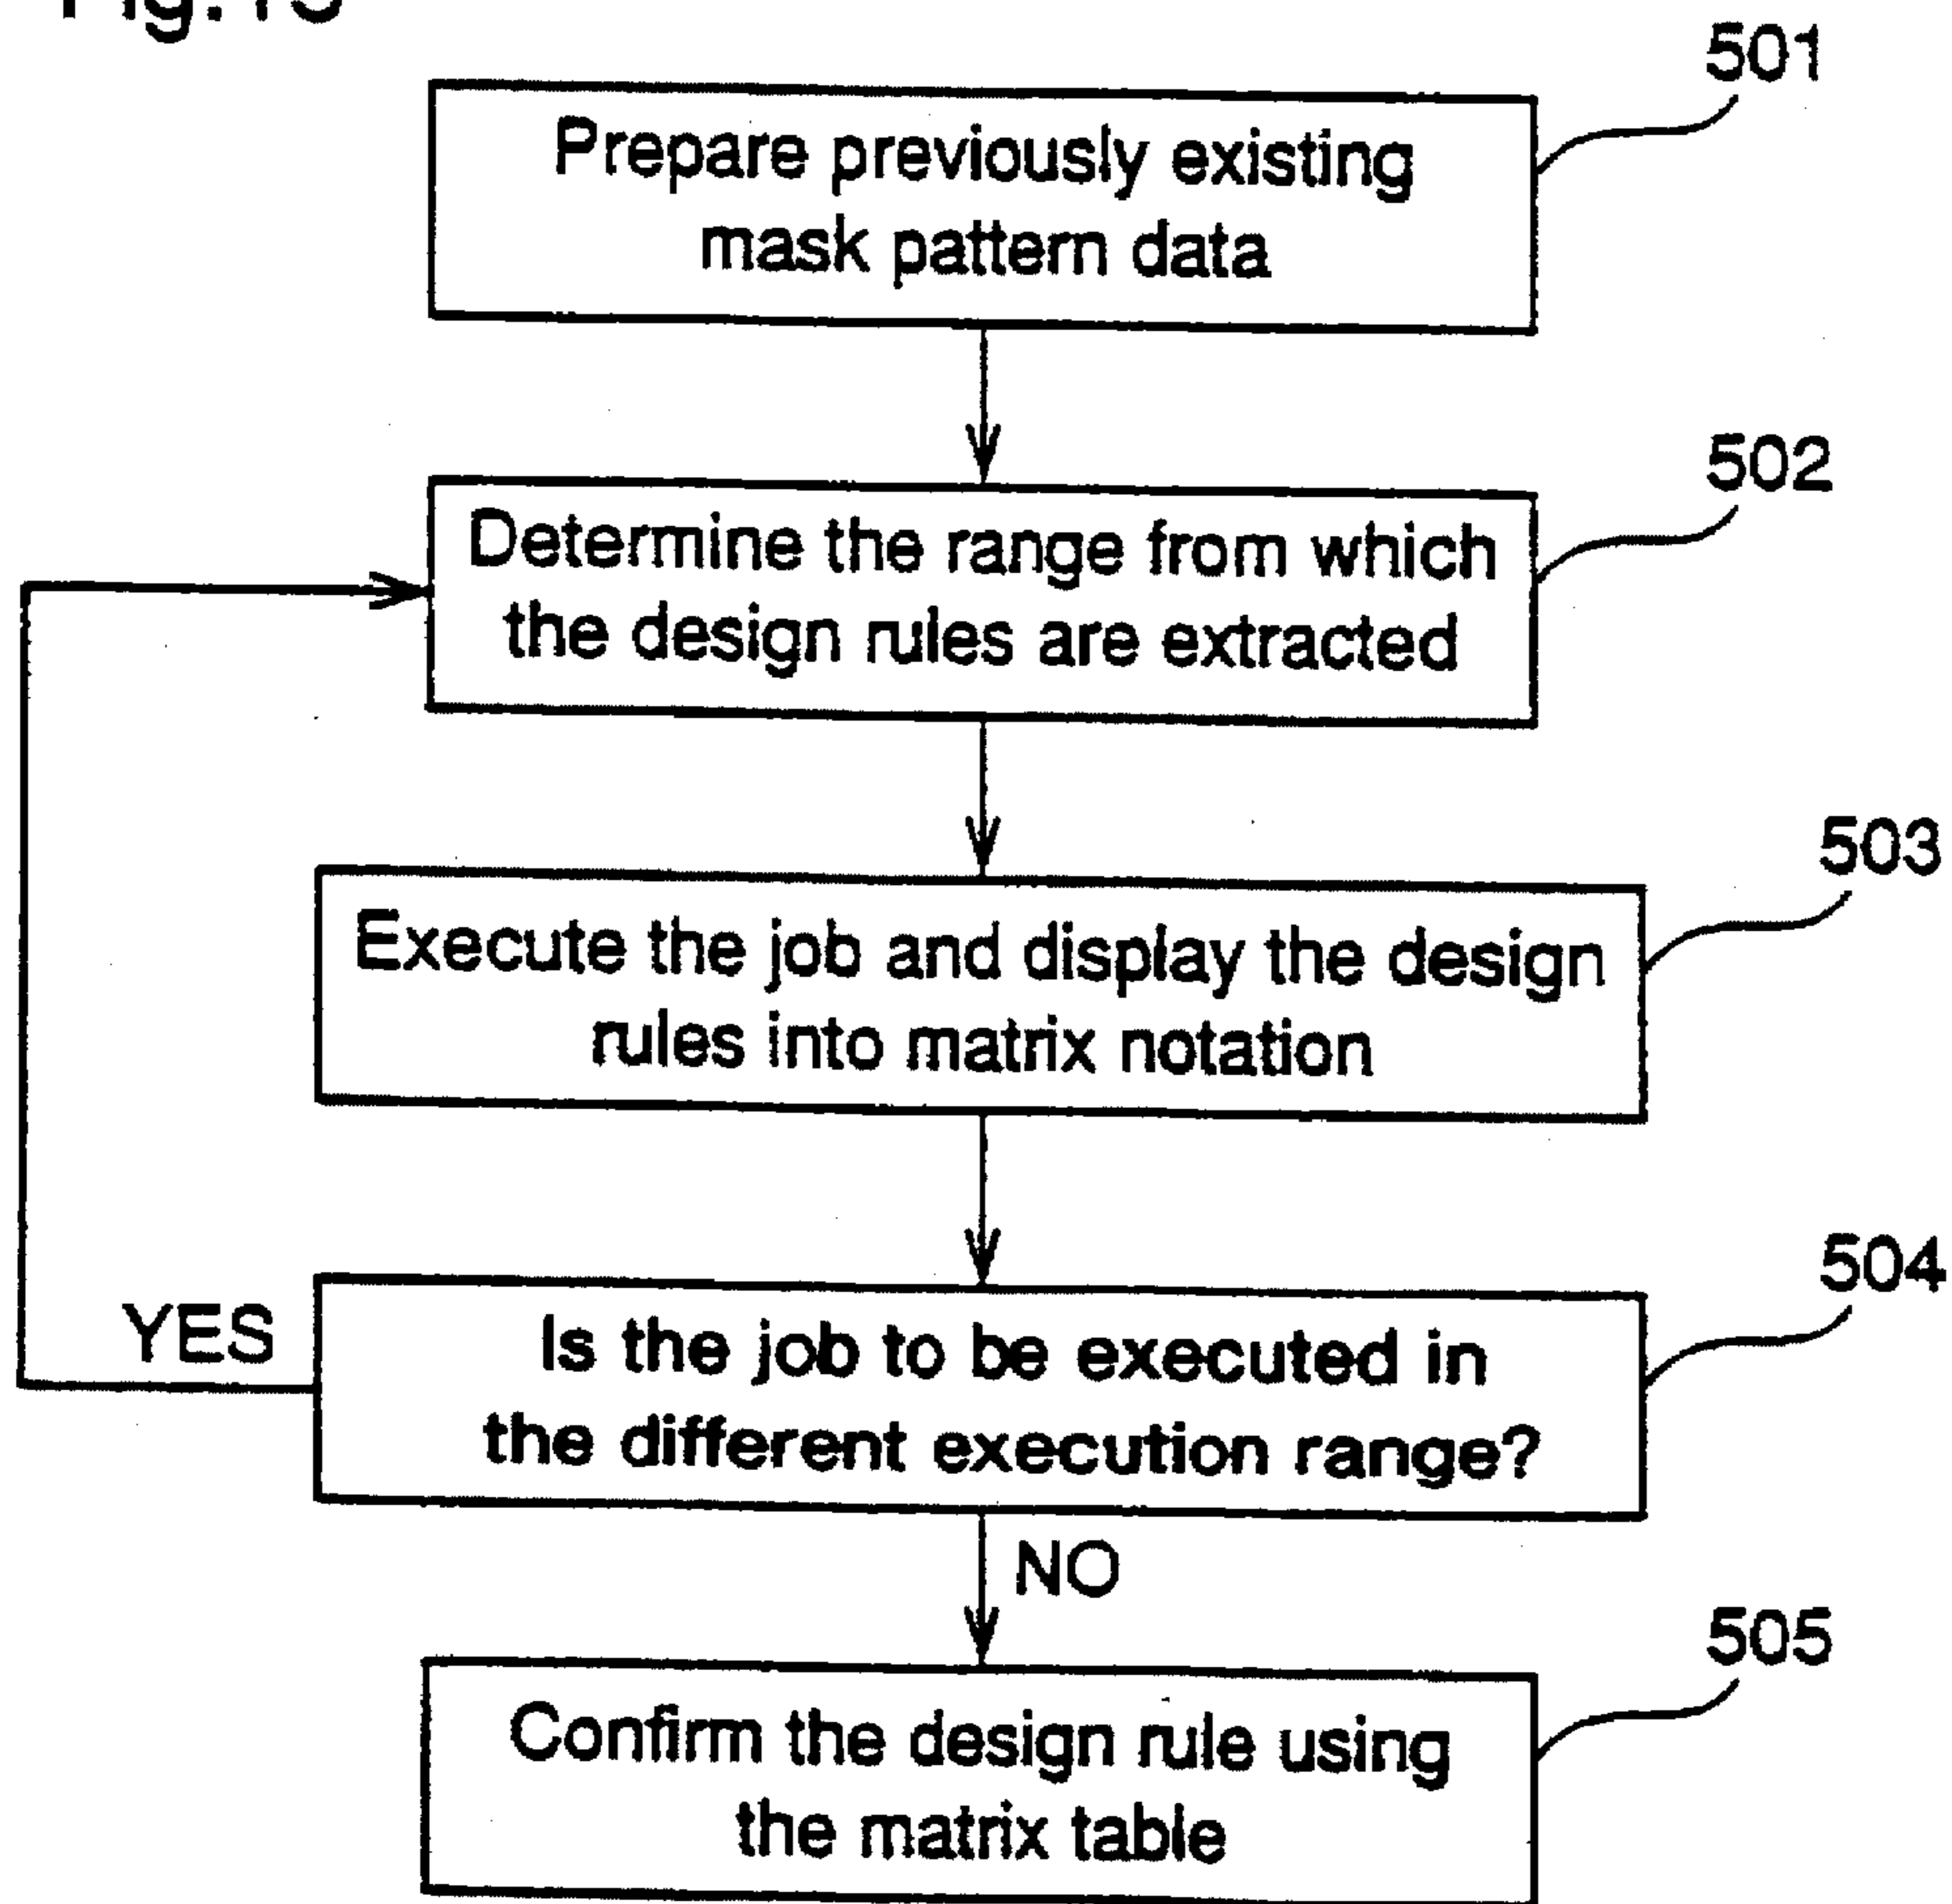 501
Prepare previously existing
mask pattern data
502
Determine the range from which
the design rules are extracted
503
Execute the job and display the design
rules into matrix notation
504
YES
Is the job to be executed in
the different execution range?
NO
505
Confirm the design rule using
the matrix table